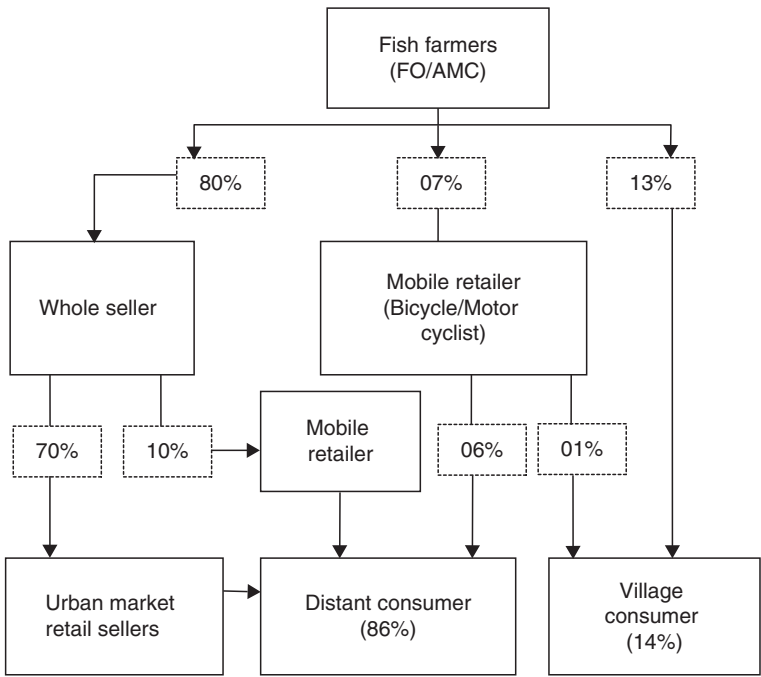 Fish farmers
(FO/AMC)
80%
07%
13%
Whole seller
Mobile retailer
(Bicycle/Motor
cyclist)
70%
10%
Mobile
retailer
06%
01%
Urban market
retail sellers
Distant consumer
(86%)
Village
consumer
(14%)